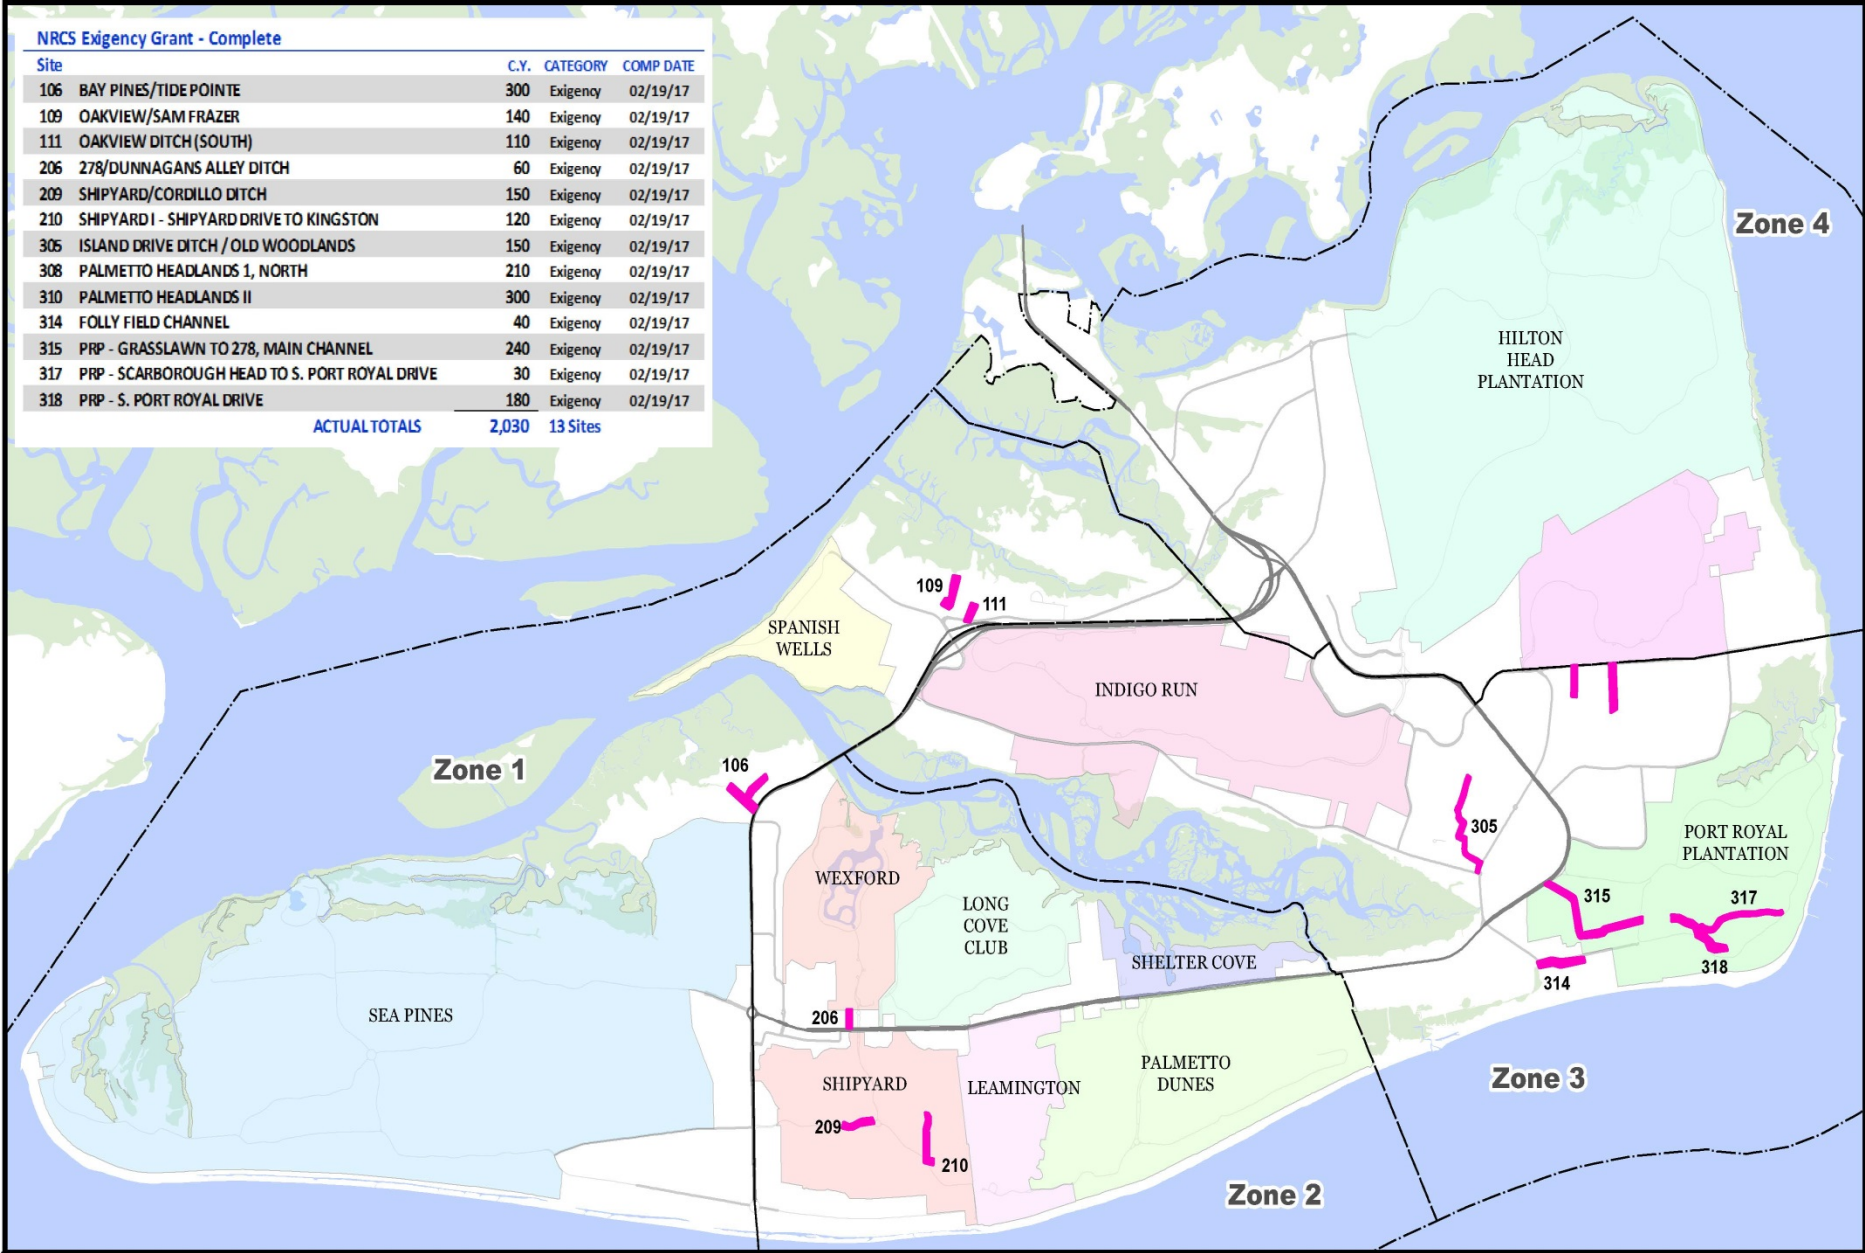 NRCS Exigency Grant - Complete
Site C.Y. CATEGORY COMP DATE
106 BAY PINES/TIDE POINTE 300 Exigency 02/19/17
109 OAKVIEW/SAM FRAZER 140 Exigency 02/19/17
111 OAKVIEW DITCH (SOUTH) 110 Exigency 02/19/17
206 278/DUNNAGANS ALLEY DITCH 60 Exigency 02/19/17
209 SHIPYARD/CORDILLO DITCH 150 Exigency 02/19/17
210 SHIPYARD I - SHIPYARD DRIVE TO KINGSTON 120 Exigency 02/19/17
305 ISLAND DRIVE DITCH / OLD WOODLANDS 150 Exigency 02/19/17
308 PALMETTO HEADLANDS 1, NORTH 210 Exigency 02/19/17
310 PALMETTO HEADLANDS II 300 Exigency 02/19/17
314 FOLLY FIELD CHANNEL 40 Exigency 02/19/17
315 PRP - GRASSLAWN TO 278, MAIN CHANNEL 240 Exigency 02/19/17
317 PRP - SCARBOROUGH HEAD TO S. PORT ROYAL DRIVE 30 Exigency 02/19/17
318 PRP - S. PORT ROYAL DRIVE 180 Exigency 02/19/17
ACTUAL TOTALS 2,030 13 Sites
Zone 4
HILTON
HEAD
PLANTATION
109
111
SPANISH
WELLS
INDIGO RUN
Zone 1
106
305
PORT ROYAL
PLANTATION
WEXFORD
LONG
COVE
CLUB
315
317
SHELTER COVE
318
314
SEA PINES
206
SHIPYARD
LEAMINGTON
PALMETTO
DUNES
Zone 3
209
210
Zone 2